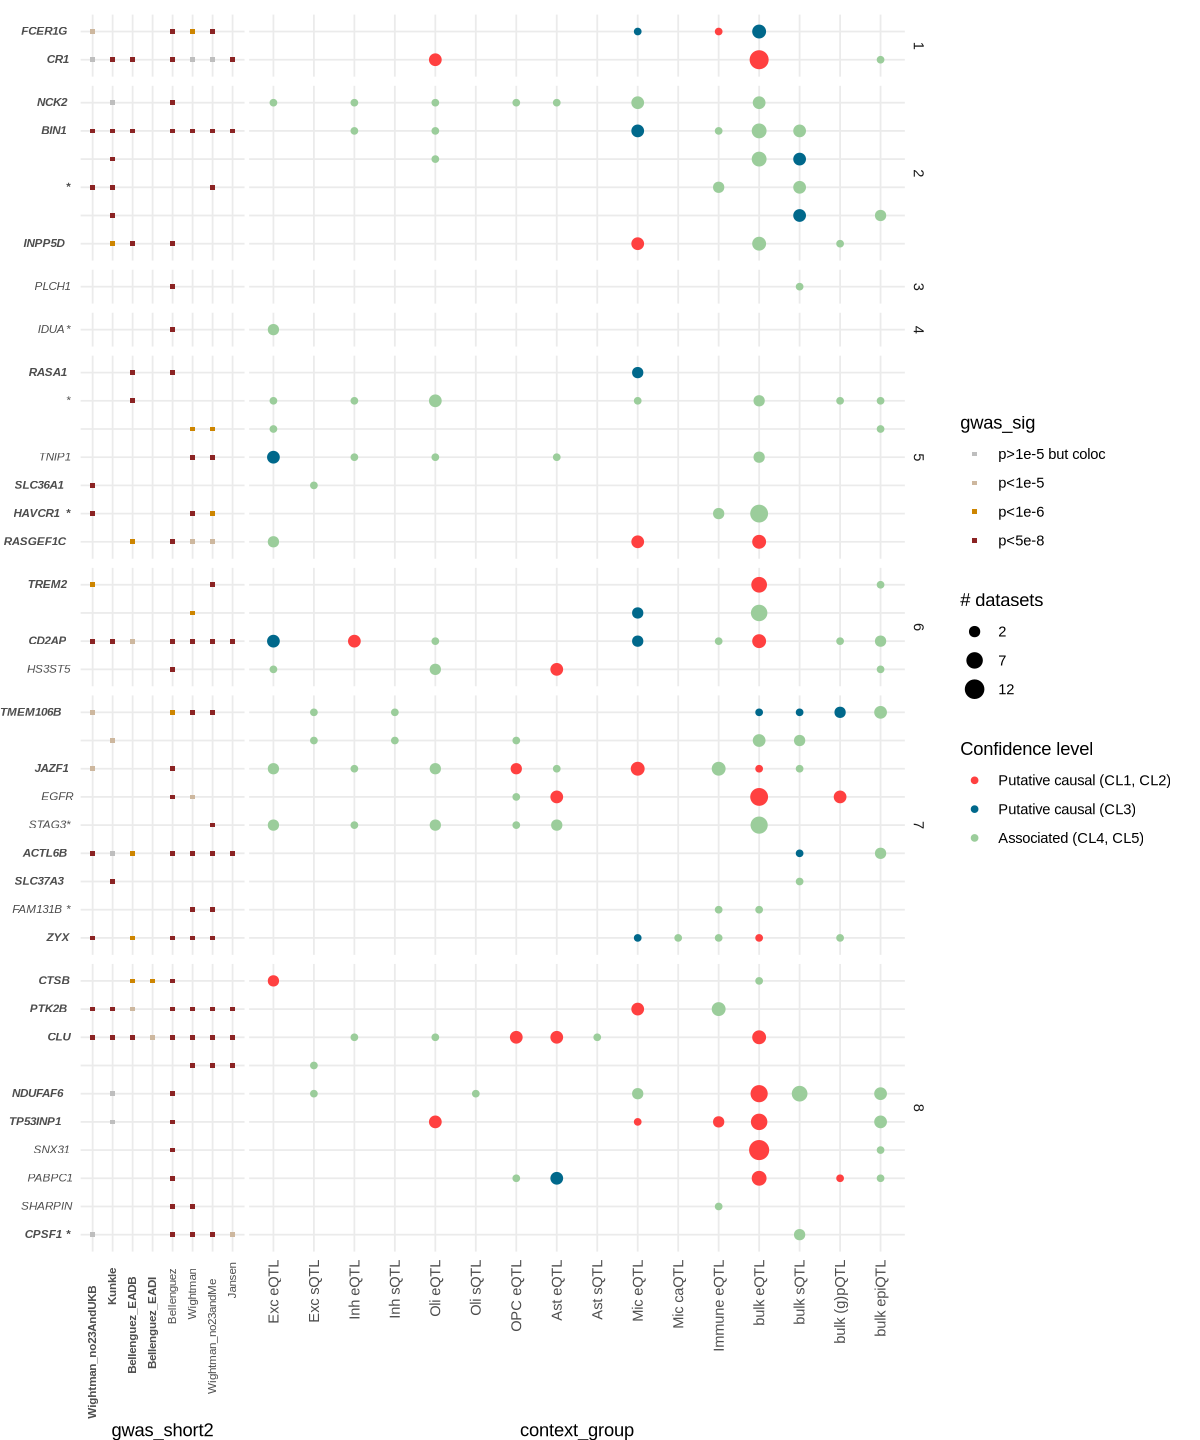 FCER1G
CR1
1
NCK2
BIN1
*
INPP5D
2
PLCH1
3
IDUA *
4
RASA1
*
TNIP1
SLC36A1
HAVCR1 *
RASGEF1C
5
TREM2
CD2AP
HS3ST5
6
TMEM106B
JAZF1
EGFR
STAG3*
ACTL6B
SLC37A3
FAM131B *
ZYX
7
CTSB
PTK2B
CLU
NDUFAF6
TP53INP1
SNX31
PABPC1
SHARPIN
CPSF1 *
8
Wightman_no23AndUKB
Kunkle
Bellenguez_EADB
Bellenguez_EADI
Bellenguez
Wightman
Wightman_no23andMe
Jansen
gwas_short2
Exc eQTL
Exc sQTL
Inh eQTL
Inh sQTL
Oli eQTL
Oli sQTL
OPC eQTL
Ast eQTL
Ast sQTL
Mic eQTL
Mic caQTL
Immune eQTL
bulk eQTL
bulk sQTL
bulk (g)pQTL
bulk epiQTL
context_group
gwas_sig
p>1e-5 but coloc
p<1e-5
p<1e-6
p<5e-8
# datasets
2
7
12
Confidence level
Putative causal (CL1, CL2)
Putative causal (CL3)
Associated (CL4, CL5)